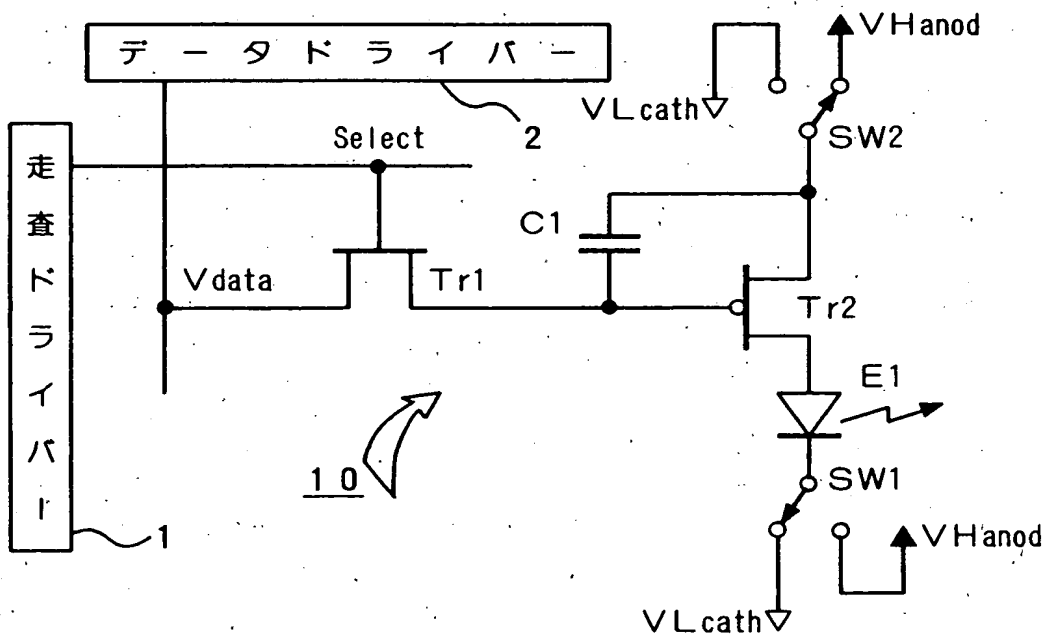 データドライバー
VHanod
VLcath
SW2
2
Select
走査ドライバー
C1
Vdata
Tr1
Tr2
E1
10
SW1
1
VHanod
VLcath